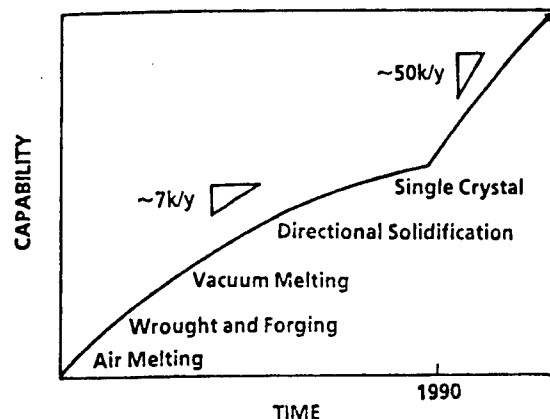 ~50k/y
CAPABILITY
~7k/y
Single Crystal
Directional Solidification
Vacuum Melting
Wrought and Forging
Air Melting
1990
TIME